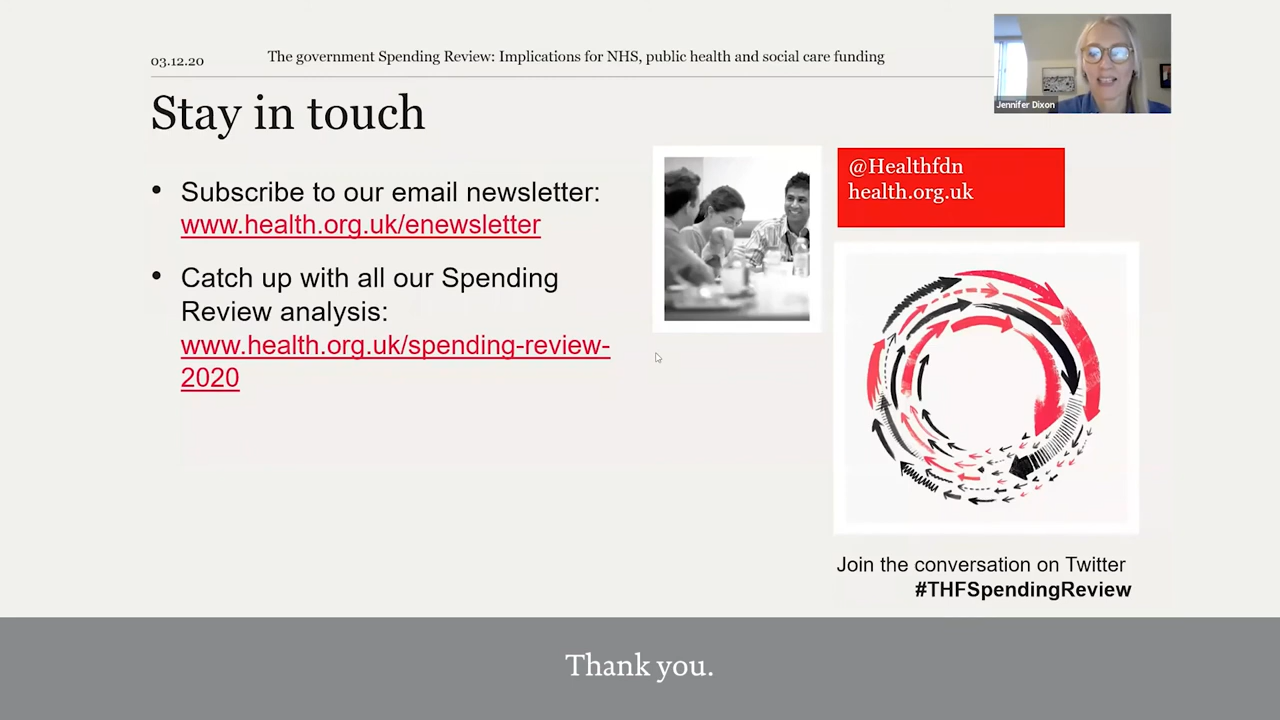 03.12.20
The government Spending Review: Implications for NHS, public health and social care funding
Jennifer Dixon
Stay in touch
• Subscribe to our email newsletter:
www.health.org.uk/enewsletter
• Catch up with all our Spending
Review analysis:
www.health.org.uk/spending-review-
2020
@Healthfdn
health.org.uk
Join the conversation on Twitter
#THFSpendingReview
Thank you.